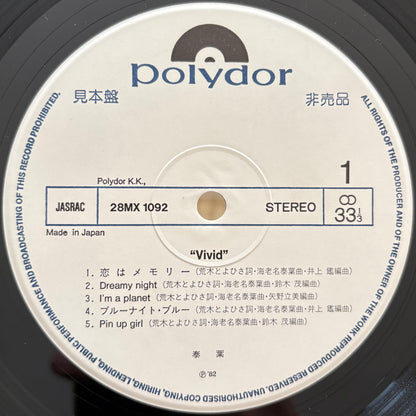 polydor
見本盤
非売品
Polydor K.K.,
1
JASRAC
28MX 1092
STEREO
33 1/3
Made in Japan
"Vivid"
1. 恋はメモリー (荒木とよひさ詞・海老名泰葉曲・井上 鑑編曲)
2. Dreamy night (荒木とよひさ詞・海老名泰葉曲・鈴木 茂編曲)
3. I'm a planet (荒木とよひさ詞・海老名泰葉曲・矢野立美編曲)
4. ブルーナイト・ブルー (荒木とよひさ詞・海老名泰葉曲・井上 鑑編曲)
5. Pin up girl (荒木とよひさ詞・海老名泰葉曲・鈴木 茂編曲)
泰葉
Ⓟ '82
ALL RIGHTS OF THE PRODUCER AND OF THE OWNER OF THE WORK REPRODUCED RESERVED. UNAUTHORISED COPYING, HIRING, LENDING, PUBLIC PERFORMANCE AND BROADCASTING OF THIS RECORD PROHIBITED.